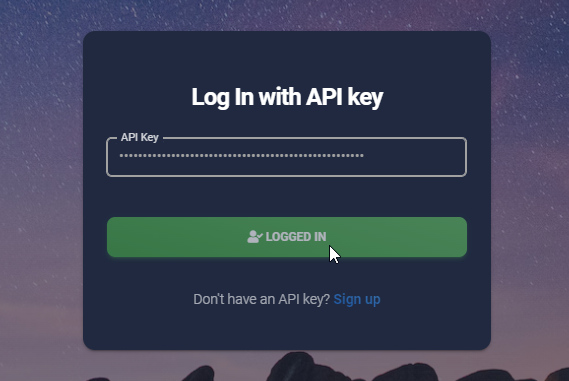 Log In with API key
API Key
LOGGED IN
Don't have an API key? Sign up